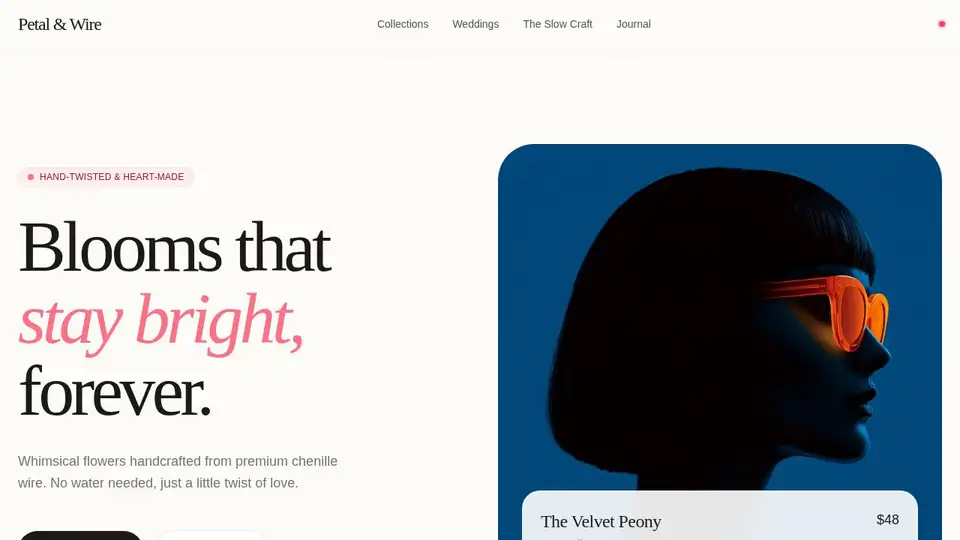 Petal & Wire
Collections
Weddings
The Slow Craft
Journal
HAND-TWISTED & HEART-MADE
Blooms that
stay bright,
forever.
Whimsical flowers handcrafted from premium chenille
wire. No water needed, just a little twist of love.
The Velvet Peony
$48